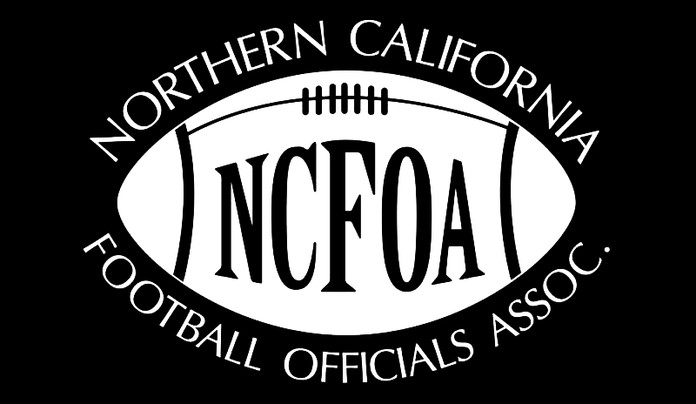 NORTHERN CALIFORNIA
NCFOA
FOOTBALL OFFICIALS ASSOC.